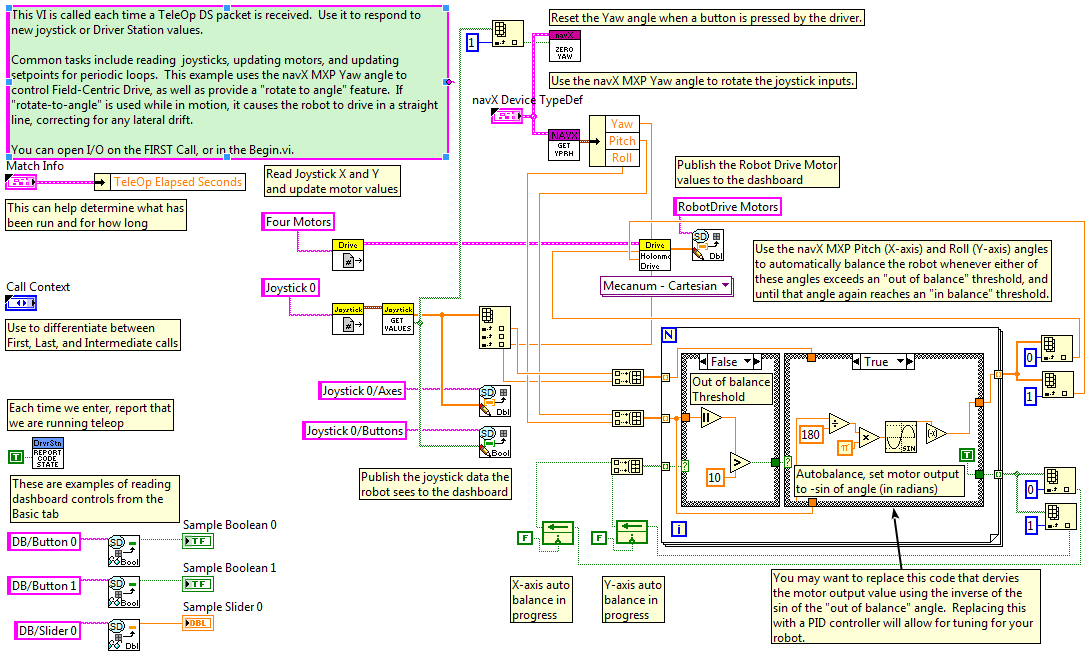 This VI is called each time a TeleOp DS packet is received.  Use it to respond to
new joystick or Driver Station values.
Common tasks include reading  joysticks, updating motors, and updating
setpoints for periodic loops.  This example uses the navX MXP Yaw angle to
control Field-Centric Drive, as well as provide a "rotate to angle" feature.  If
"rotate-to-angle" is used while in motion, it causes the robot to drive in a straight
line, correcting for any lateral drift.
You can open I/O on the FIRST Call, or in the Begin.vi.
Match Info
TeleOp Elapsed Seconds
This can help determine what has
been run and for how long
Call Context
Use to differentiate between
First, Last, and Intermediate calls
Each time we enter, report that
we are running teleop
T
DrvrStn
REPORT
CODE
STATE
These are examples of reading
dashboard controls from the
Basic tab
DB/Button 0
SD
Bool
Sample Boolean 0
TF
DB/Button 1
SD
Bool
Sample Boolean 1
TF
DB/Slider 0
SD
Dbl
Sample Slider 0
DBL
Reset the Yaw angle when a button is pressed by the driver.
1
navX
ZERO
YAW
Use the navX MXP Yaw angle to rotate the joystick inputs.
navX Device TypeDef
NAVX
GET
YPRH
Yaw
Pitch
Roll
Read Joystick X and Y
and update motor values
Four Motors
Drive
#
Joystick 0
Joystick
#
Joystick
GET
VALUES
Joystick 0/Axes
SD
Dbl
Joystick 0/Buttons
SD
Bool
Publish the joystick data the
robot sees to the dashboard
Publish the Robot Drive Motor
values to the dashboard
RobotDrive Motors
SD
Dbl
Drive
Holonmc
Drive
Mecanum - Cartesian
Use the navX MXP Pitch (X-axis) and Roll (Y-axis) angles
to automatically balance the robot whenever either of
these angles exceeds an "out of balance" threshold, and
until that angle again reaches an "in balance" threshold.
N
False
Out of balance
Threshold
>
10
True
180
÷
π
×
SIN
T
Autobalance, set motor output
to -sin of angle (in radians)
i
0
1
0
1
F
F
X-axis auto
balance in
progress
Y-axis auto
balance in
progress
You may want to replace this code that dervies
the motor output value using the inverse of the
sin of the "out of balance" angle.  Replacing this
with a PID controller will allow for tuning for your
robot.